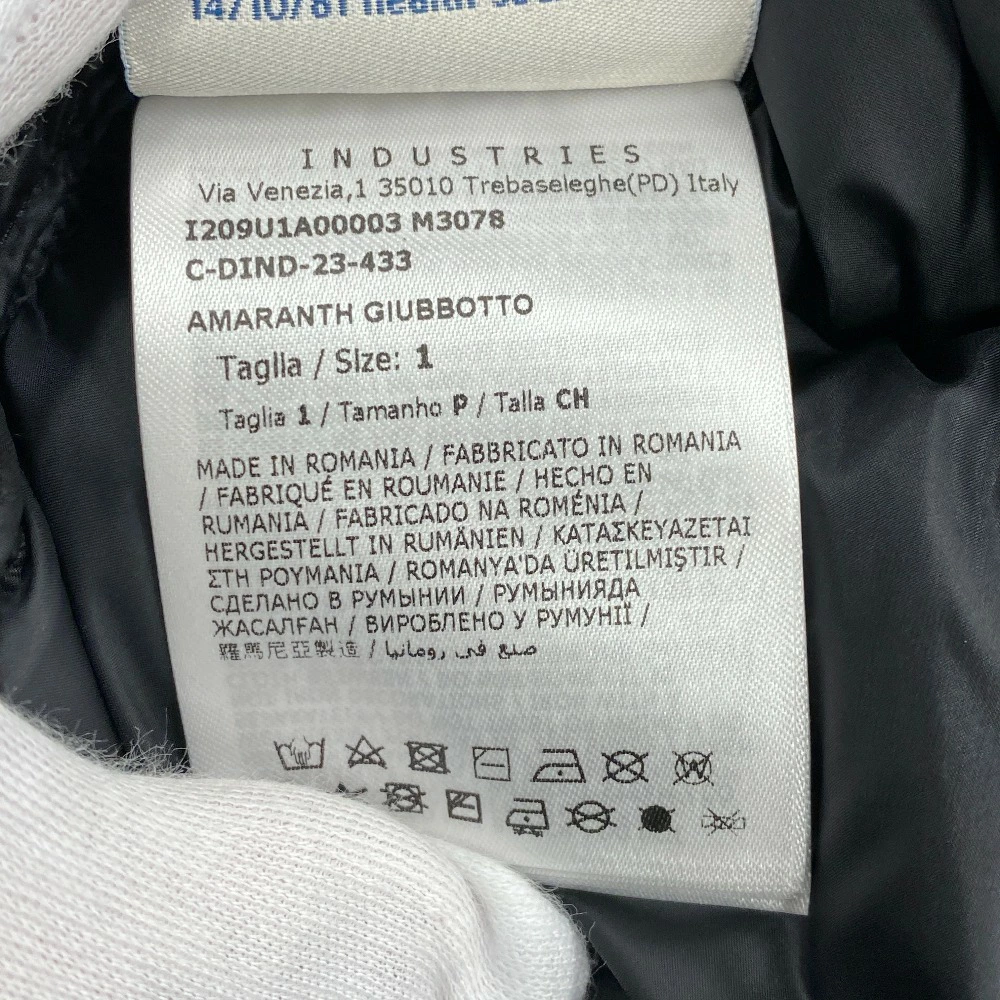 14/10/81
INDUSTRIES
Via Venezia,1 35010 Trebaseleghe(PD) Italy
I209U1A00003 M3078
C-DIND-23-433
AMARANTH GIUBBOTTO
Taglia / Size: 1
Taglia 1 / Tamanho P / Talla CH
MADE IN ROMANIA / FABBRICATO IN ROMANIA
/ FABRIQUÉ EN ROUMANIE / HECHO EN
RUMANIA / FABRICADO NA ROMÉNIA /
HERGESTELLT IN RUMÄNIEN / ΚΑΤΑΣΚΕΥΑΖΕΤΑΙ
ΣΤΗ ΡΟΥΜΑΝΙΑ / ROMANYA'DA ÜRETILMIŞTIR /
СДЕЛАНО В РУМЫНИИ / РУМЫНИЯДА
ЖАСАЛҒАН / ВИРОБЛЕНО У РУМУНІЇ /
羅馬尼亞製造 / صنع في رومانيا